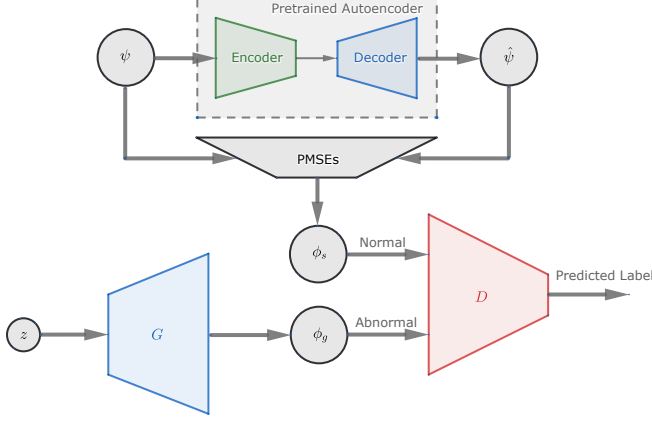 Pretrained Autoencoder
ψ
Encoder
Decoder
ψ̂
PMSEs
ϕ_s
Normal
Predicted Label
D
z
G
ϕ_g
Abnormal